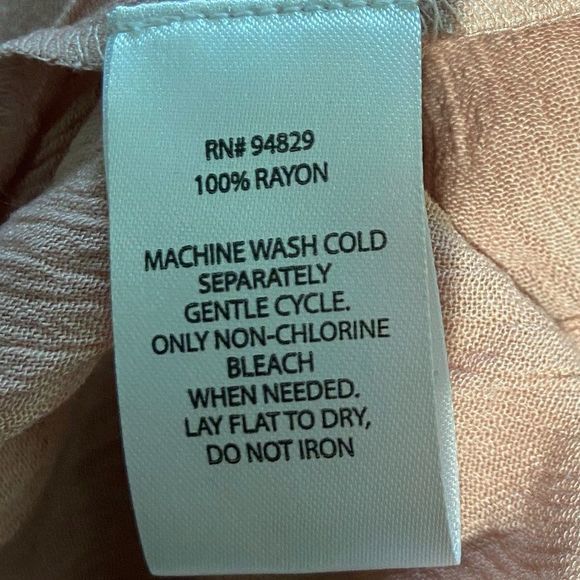 RN# 94829
100% RAYON
MACHINE WASH COLD
SEPARATELY
GENTLE CYCLE.
ONLY NON-CHLORINE
BLEACH
WHEN NEEDED.
LAY FLAT TO DRY,
DO NOT IRON